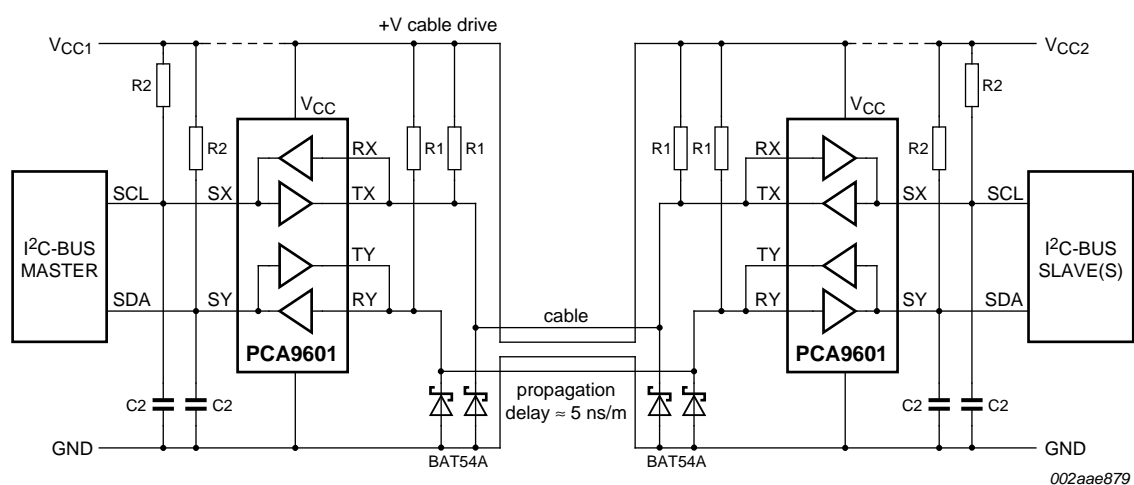 +V cable drive
VCC1
VCC2
R2
R2
VCC
VCC
R2
R2
RX
R1
R1
R1
R1
RX
SCL
SX
TX
TX
SX
SCL
I2C-BUS
MASTER
I2C-BUS
SLAVE(S)
TY
TY
SDA
SY
RY
RY
SY
SDA
cable
PCA9601
PCA9601
propagation
delay ≈ 5 ns/m
C2
C2
C2
C2
GND
GND
BAT54A
BAT54A
002aae879